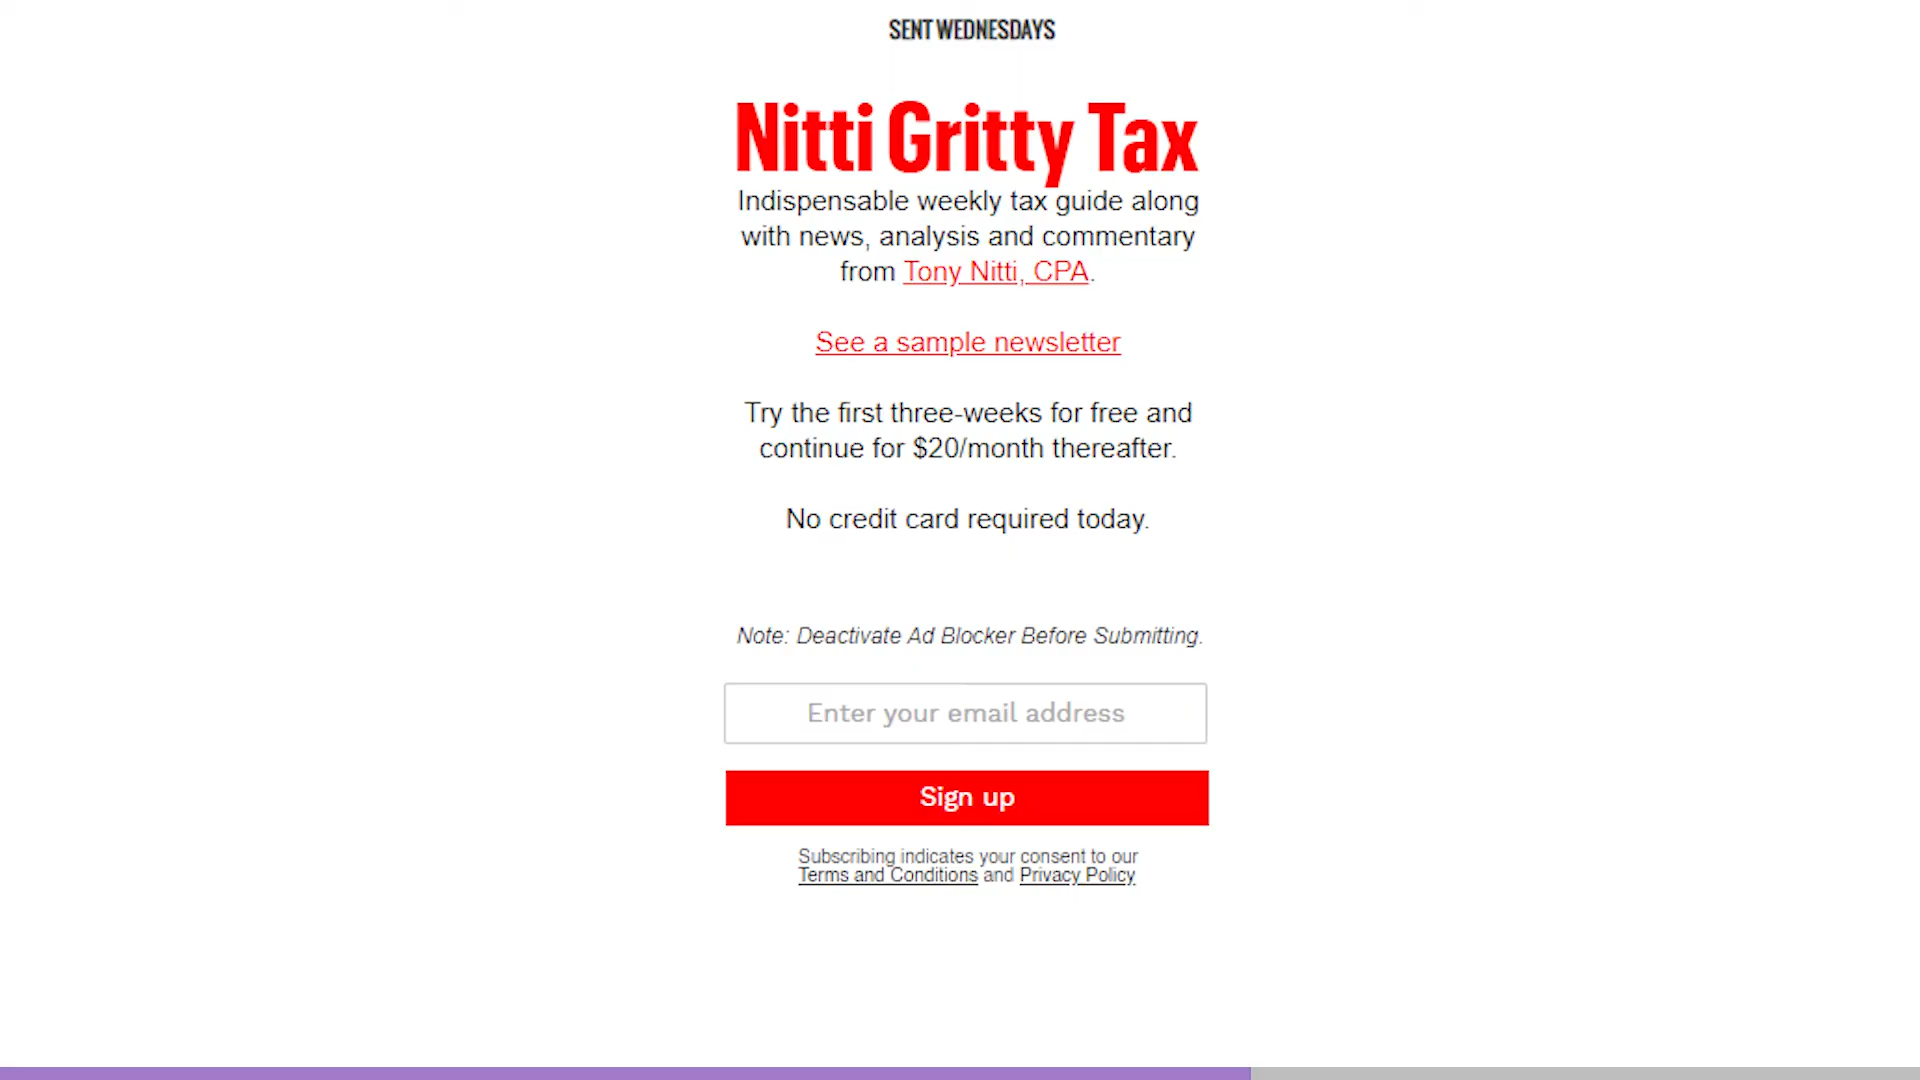 SENT WEDNESDAYS
Nitti Gritty Tax
Indispensable weekly tax guide along
with news, analysis and commentary
from Tony Nitti, CPA.
See a sample newsletter
Try the first three-weeks for free and
continue for $20/month thereafter.
No credit card required today.
Note: Deactivate Ad Blocker Before Submitting.
Enter your email address
Sign up
Subscribing indicates your consent to our
Terms and Conditions and Privacy Policy